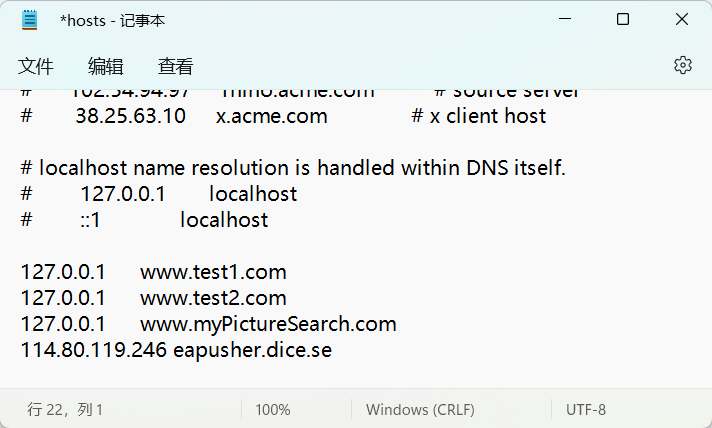 *hosts - 记事本
文件 编辑 查看
# 102.54.94.97 rhino.acme.com # source server
# 38.25.63.10 x.acme.com # x client host
# localhost name resolution is handled within DNS itself.
# 127.0.0.1 localhost
# ::1 localhost
127.0.0.1 www.test1.com
127.0.0.1 www.test2.com
127.0.0.1 www.myPictureSearch.com
114.80.119.246 eapusher.dice.se
行 22，列 1 100% Windows (CRLF) UTF-8